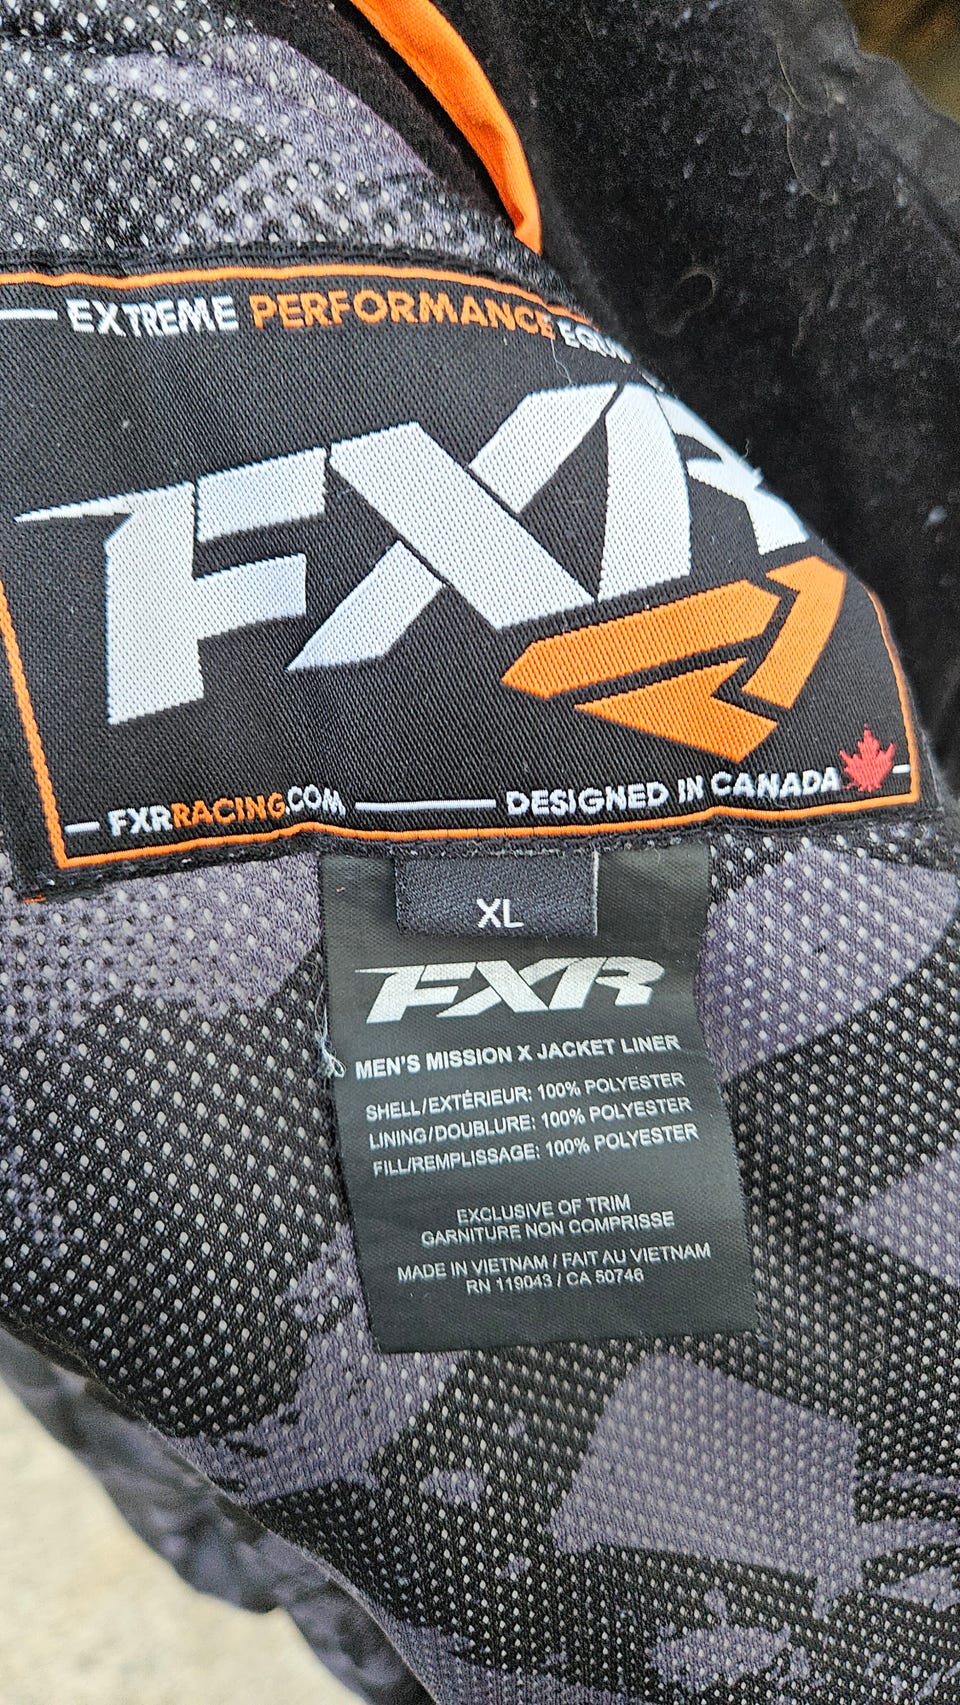 EXTREME PERFORMANCE
FXR
FXRRACING.COM
DESIGNED IN CANADA
XL
FXR
MEN'S MISSION X JACKET LINER
SHELL/EXTÉRIEUR: 100% POLYESTER
LINING/DOUBLURE: 100% POLYESTER
FILL/REMPLISSAGE: 100% POLYESTER
EXCLUSIVE OF TRIM
GARNITURE NON COMPRISSE
MADE IN VIETNAM / FAIT AU VIETNAM
RN 119043 / CA 50746